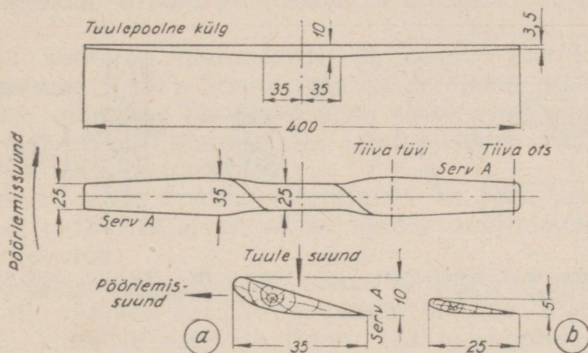 Tuulepoolne külg
10
3,5
35
35
400
Tiiva tüvi
Tiiva ots
Serv A
Pöörlemissuund
25
35
25
Serv A
Tuule suund
Pöörlemis-
suund
Serv A
10
5
a
35
25
b